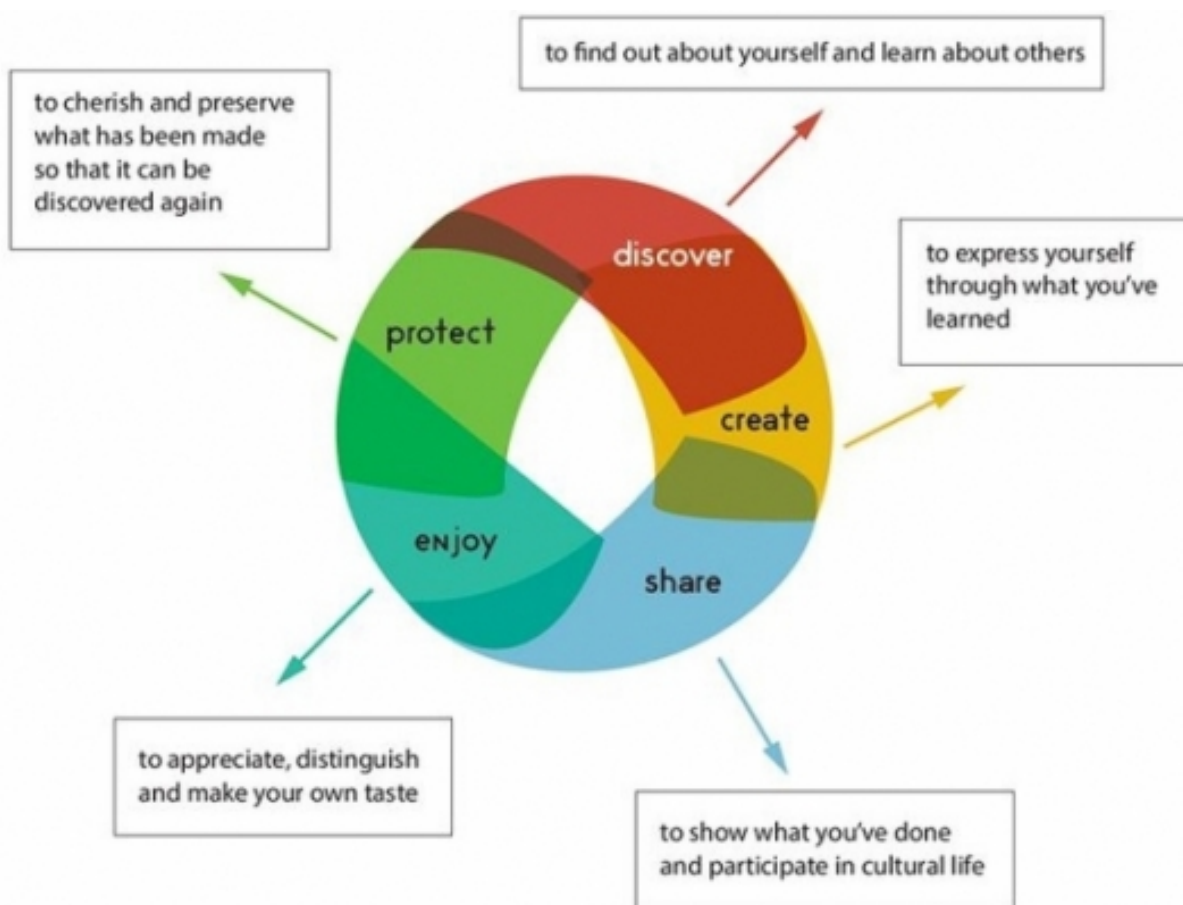 to find out about yourself and learn about others
to cherish and preserve
what has been made
so that it can be
discovered again
discover
to express yourself
through what you've
learned
protect
create
enjoy
share
to appreciate, distinguish
and make your own taste
to show what you've done
and participate in cultural life